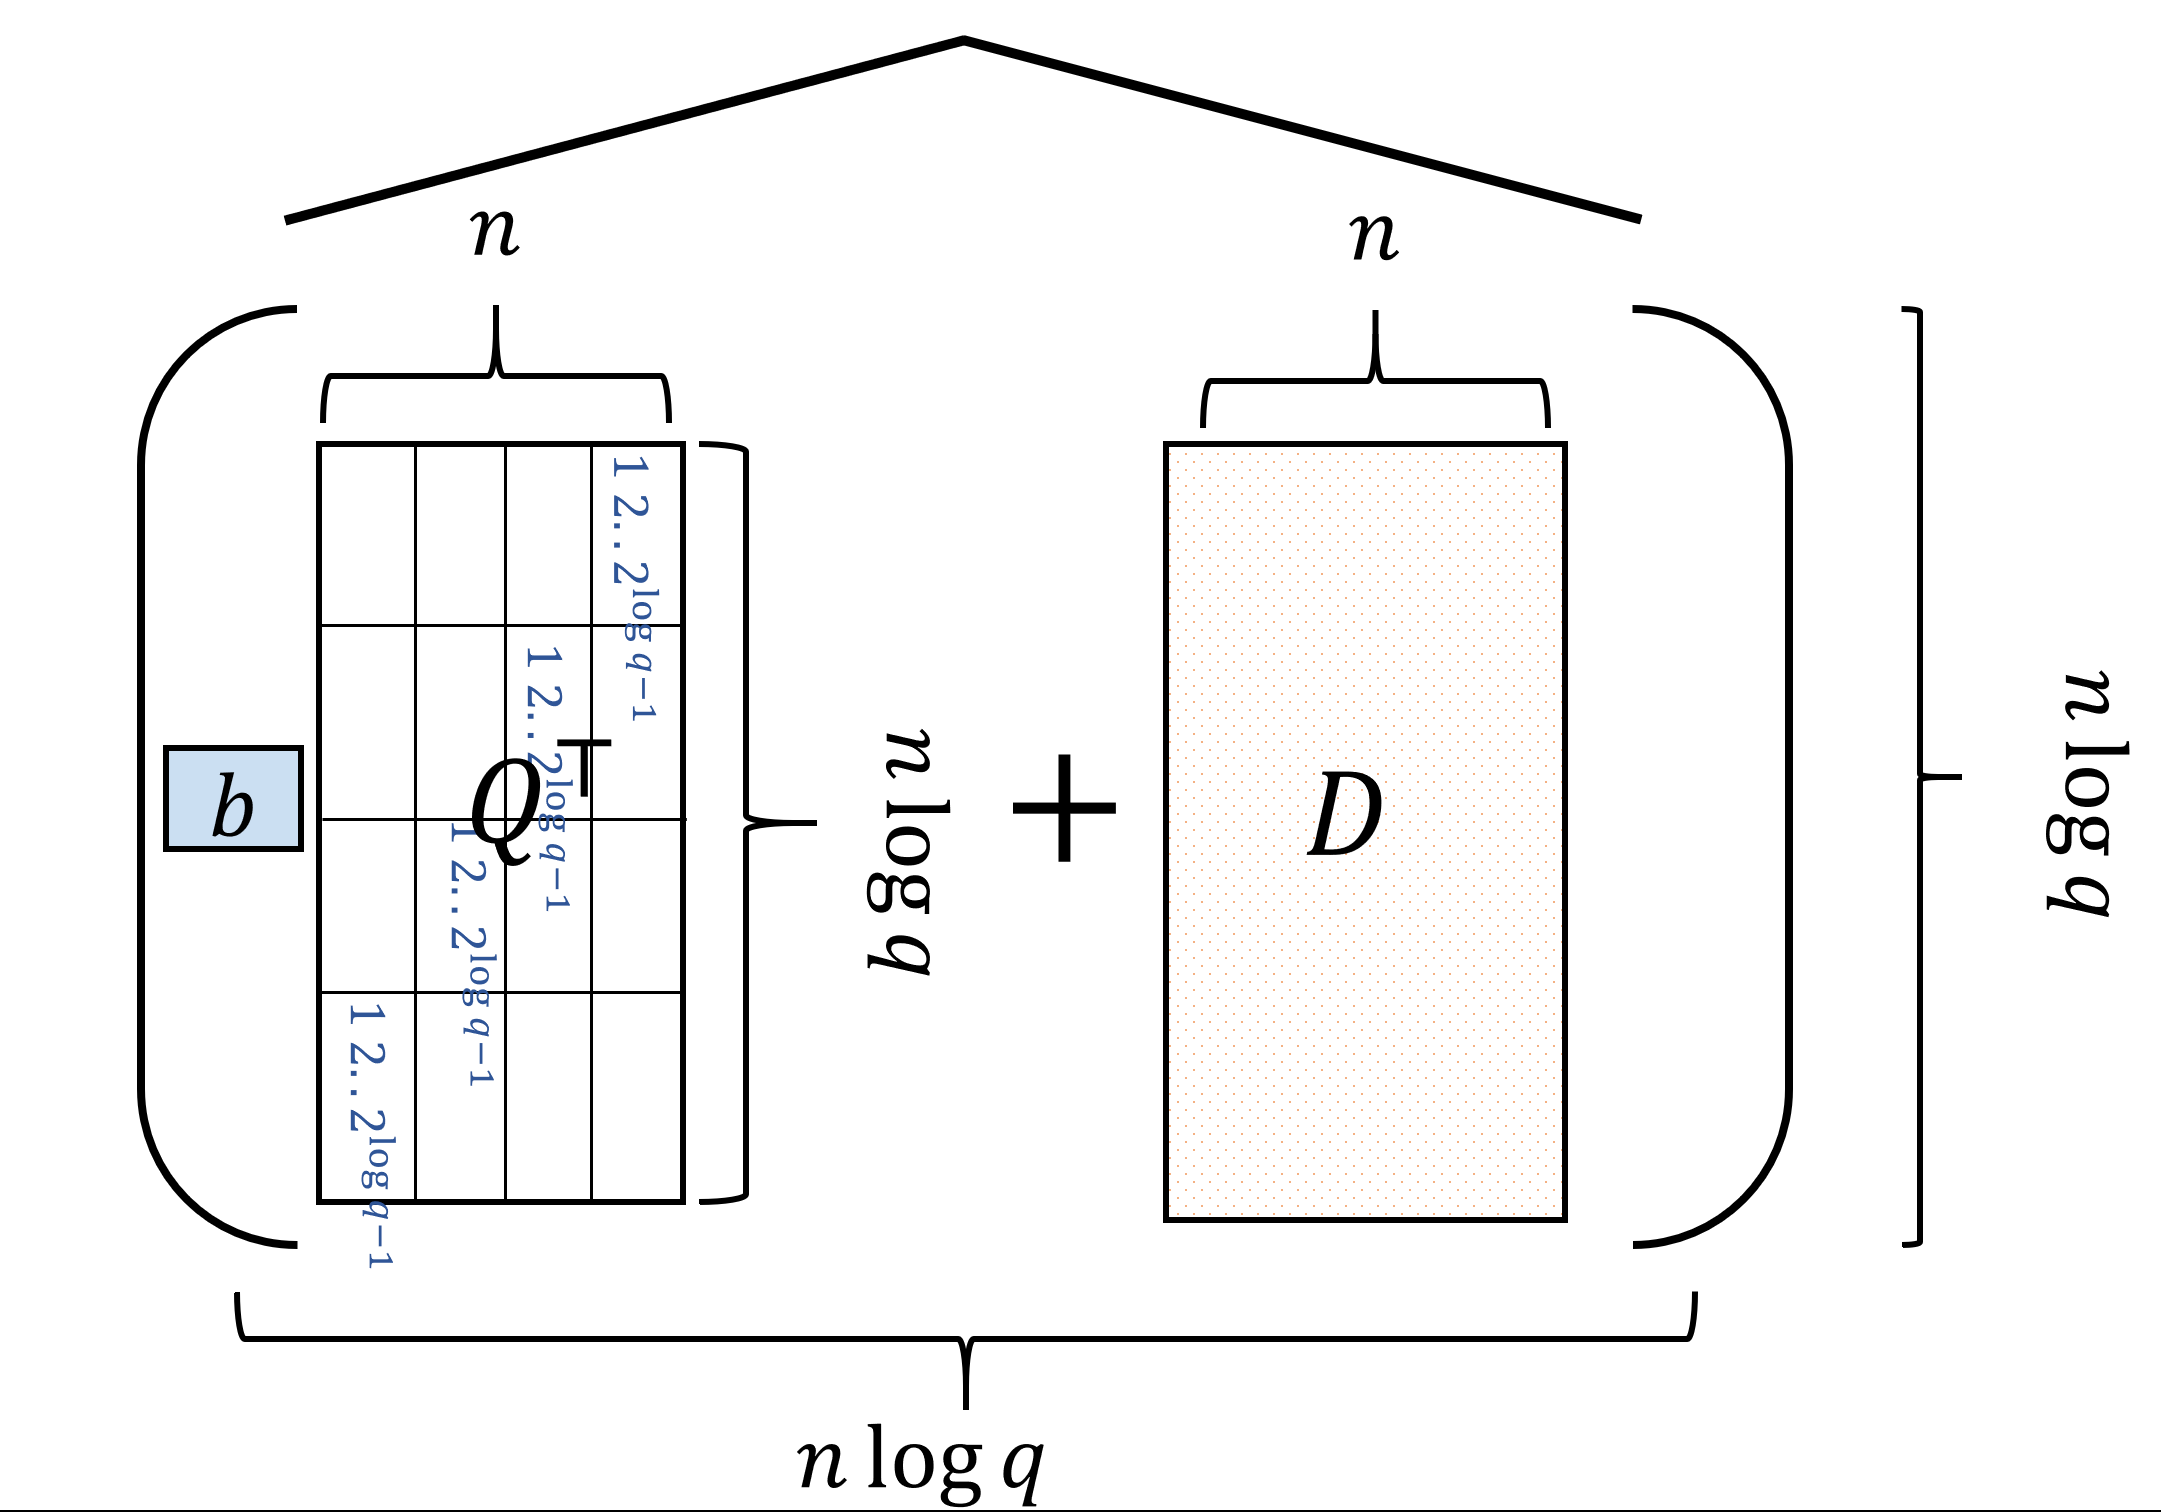 n
n
1 2..2^{log q−1}
1 2..2^{log q−1}
b
Q^⊤
n log q
+
D
n log q
1 2..2^{log q−1}
1 2..2^{log q−1}
n log q